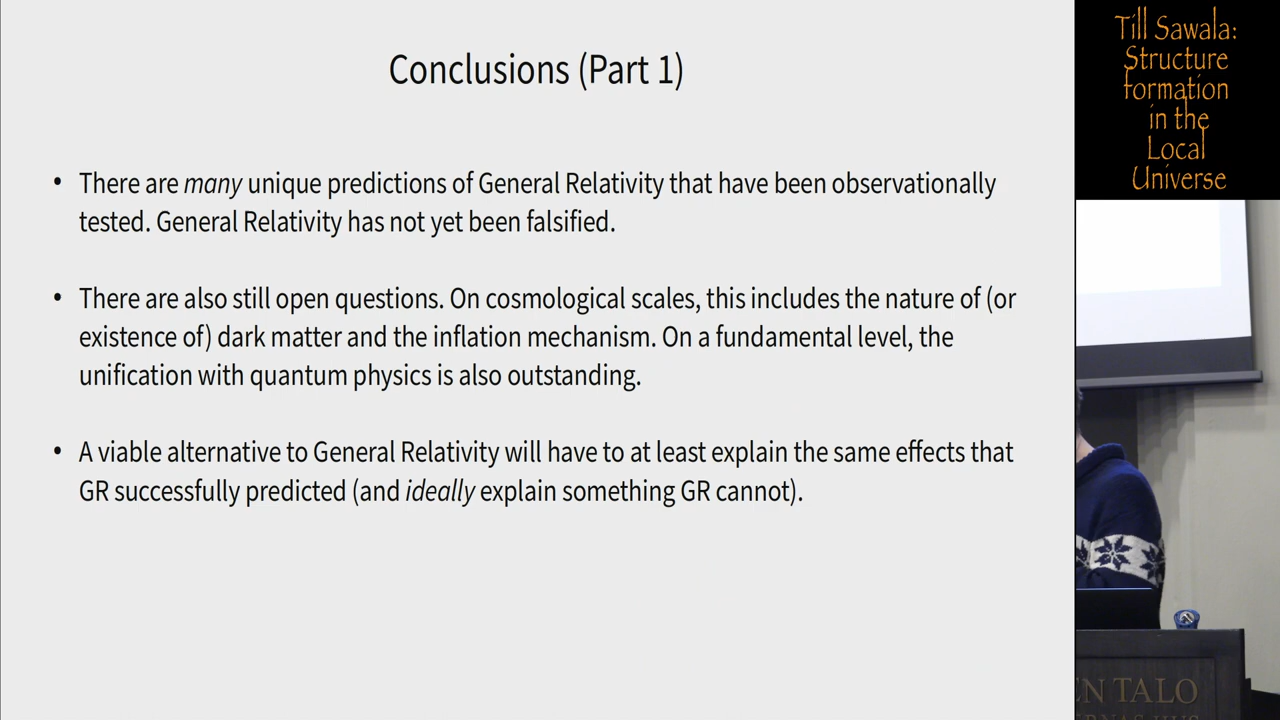 Conclusions (Part 1)
• There are many unique predictions of General Relativity that have been observationally
tested. General Relativity has not yet been falsified.
• There are also still open questions. On cosmological scales, this includes the nature of (or
existence of) dark matter and the inflation mechanism. On a fundamental level, the
unification with quantum physics is also outstanding.
• A viable alternative to General Relativity will have to at least explain the same effects that
GR successfully predicted (and ideally explain something GR cannot).
Till Sawala:
Structure
formation
in the
Local
Universe
EN TALO